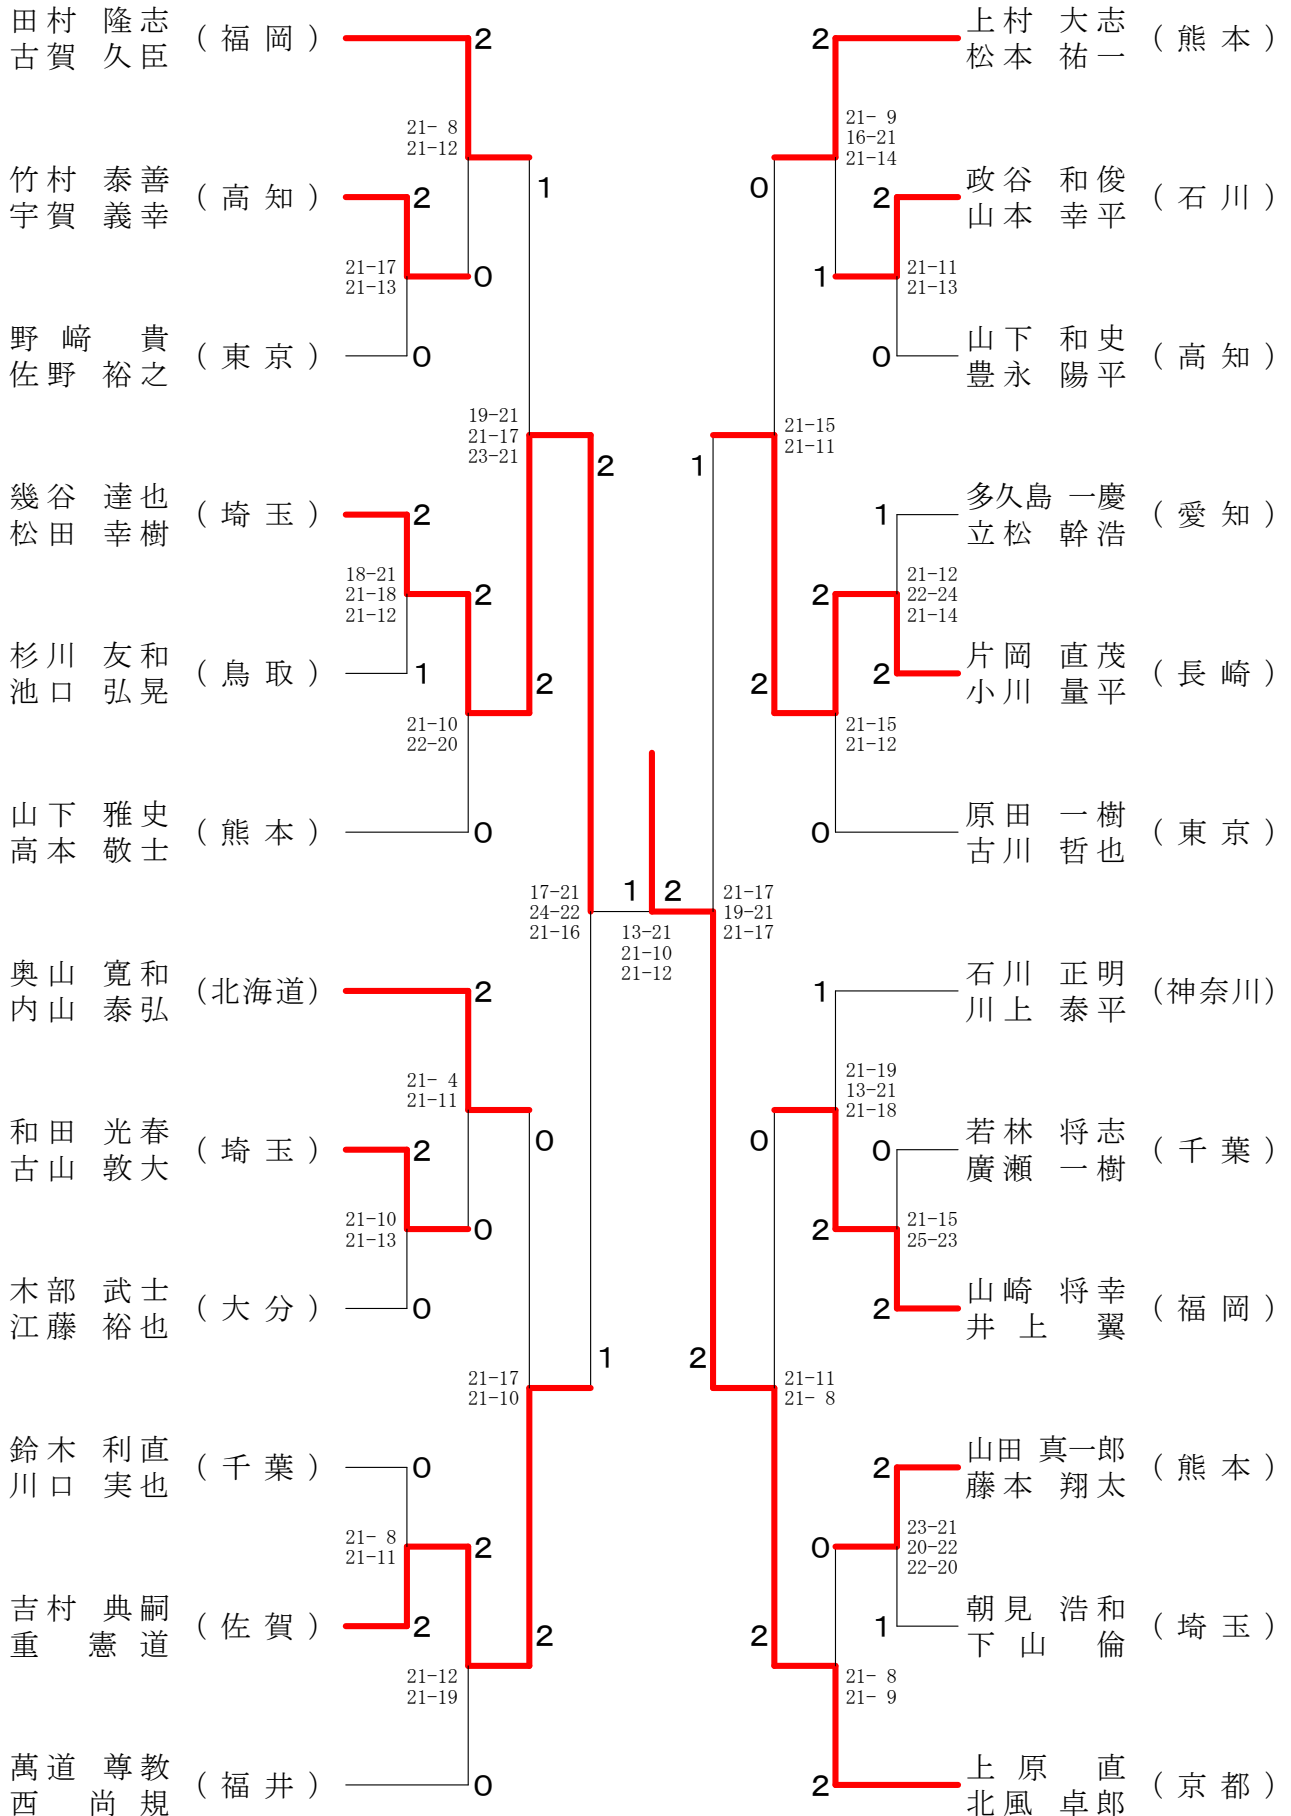 田村 隆志
古賀 久臣
(福岡)
2
21- 8
21-12
1
竹村 泰善
宇賀 義幸
(高知)
2
21-17
21-13
0
野﨑 貴
佐野 裕之
(東京)
0
19-21
21-17
23-21
2
幾谷 達也
松田 幸樹
(埼玉)
2
18-21
21-18
21-12
2
杉川 友和
池口 弘晃
(鳥取)
1
2
21-10
22-20
山下 雅史
高本 敬士
(熊本)
0
17-21
24-22
21-16
1
2
13-21
21-10
21-12
奥山 寛和
内山 泰弘
(北海道)
2
21- 4
21-11
0
和田 光春
古山 敦大
(埼玉)
2
21-10
21-13
0
木部 武士
江藤 裕也
(大分)
0
1
21-17
21-10
鈴木 利直
川口 実也
(千葉)
0
21- 8
21-11
2
吉村 典嗣
重 憲道
(佐賀)
2
2
21-12
21-19
萬道 尊教
西 尚規
(福井)
0
2
上村 大志
松本 祐一
(熊本)
21- 9
16-21
21-14
0
2
政谷 和俊
山本 幸平
(石川)
1
21-11
21-13
0
山下 和史
豊永 陽平
(高知)
21-15
21-11
1
1
多久島 一慶
立松 幹浩
(愛知)
21-12
22-24
21-14
2
2
2
片岡 直茂
小川 量平
(長崎)
21-15
21-12
0
原田 一樹
古川 哲也
(東京)
21-17
19-21
21-17
1
石川 正明
川上 泰平
(神奈川)
21-19
13-21
21-18
0
0
若林 将志
廣瀬 一樹
(千葉)
2
21-15
25-23
2
山崎 将幸
井上 翼
(福岡)
2
21-11
21- 8
2
山田 真一郎
藤本 翔太
(熊本)
0
23-21
20-22
22-20
2
1
朝見 浩和
下山 倫
(埼玉)
21- 8
21- 9
2
上原 直
北風 卓郎
(京都)